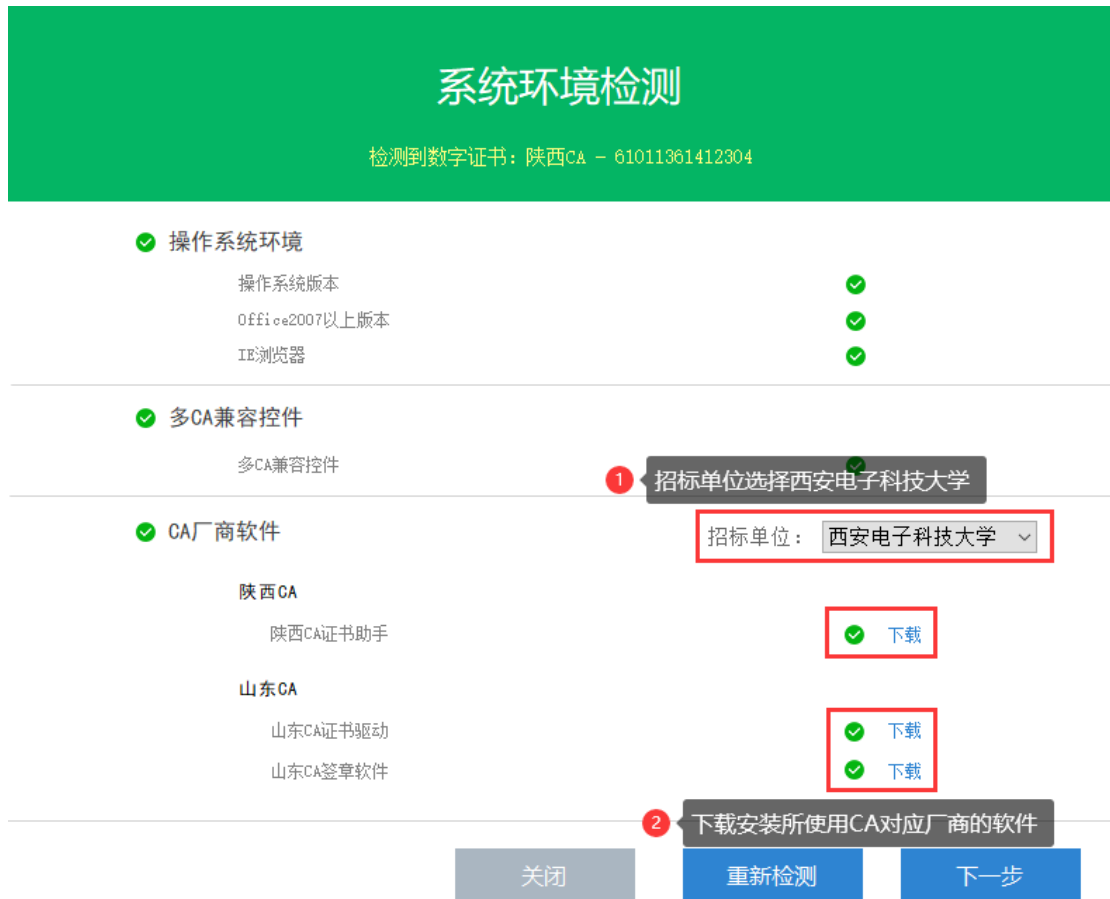 系统环境检测
检测到数字证书：陕西CA - 61011361412304
操作系统环境
操作系统版本
Office2007以上版本
IE浏览器
多CA兼容控件
多CA兼容控件
1 招标单位选择西安电子科技大学
CA厂商软件
招标单位： 西安电子科技大学
陕西CA
陕西CA证书助手 下载
山东CA
山东CA证书驱动 下载
山东CA签章软件 下载
2 下载安装所使用CA对应厂商的软件
关闭 重新检测 下一步